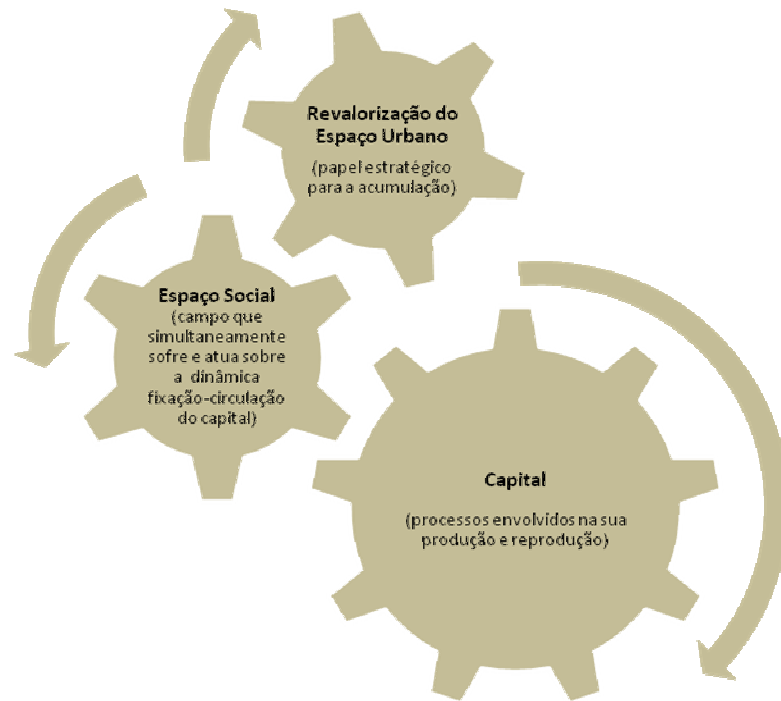 Revalorização do
Espaço Urbano
(papel estratégico
para a acumulação)
Espaço Social
(campo que
simultaneamente
sofre e atua sobre
a dinâmica
fixação-circulação
do capital)
Capital
(processos envolvidos na sua
produção e reprodução)